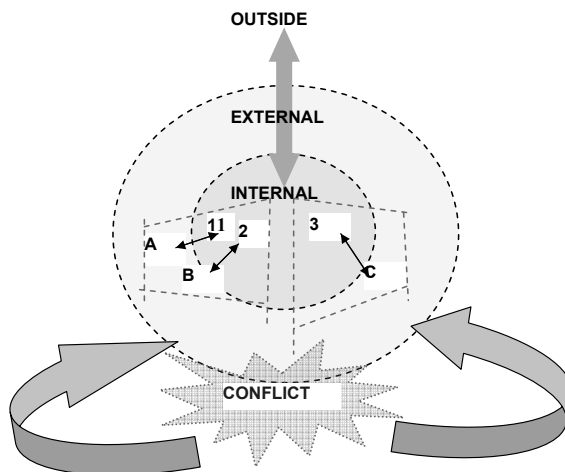 OUTSIDE
EXTERNAL
INTERNAL
11
2
3
A
B
C
CONFLICT